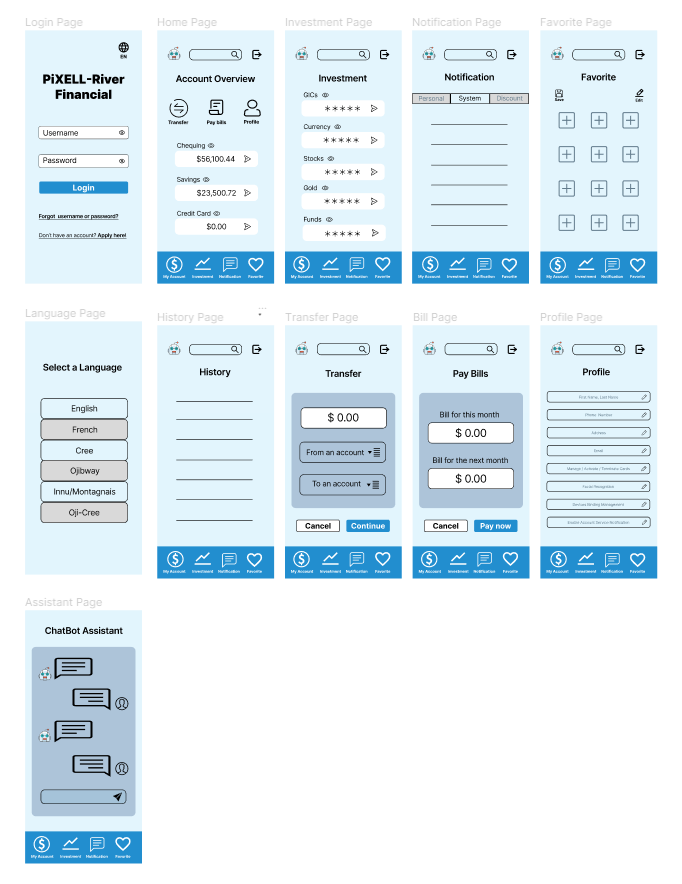 Login Page
EN
PiXELL-River
Financial
Username
Password
Login
Forgot username or password?
Don't have an account? Apply here!
Home Page
Account Overview
Transfer
Pay bills
Profile
Chequing
$56,100.44
Savings
$23,500.72
Credit Card
$0.00
My Account
Investment
Notification
Favorite
Investment Page
Investment
GICs
*****
Currency
*****
Stocks
*****
Gold
*****
Funds
*****
My Account
Investment
Notification
Favorite
Notification Page
Notification
Personal
System
Discount
My Account
Investment
Notification
Favorite
Favorite Page
Favorite
Save
Edit
My Account
Investment
Notification
Favorite
Language Page
Select a Language
English
French
Cree
Ojibway
Innu/Montagnais
Oji-Cree
History Page
History
My Account
Investment
Notification
Favorite
Transfer Page
Transfer
$ 0.00
From an account
To an account
Cancel
Continue
My Account
Investment
Notification
Favorite
Bill Page
Pay Bills
Bill for this month
$ 0.00
Bill for the next month
$ 0.00
Cancel
Pay now
My Account
Investment
Notification
Favorite
Profile Page
Profile
First name, Last Name
Phone Number
Address
Email
Manage / Activate / Terminate Cards
Facial Recognition
Devices Binding Management
Enable Account Service Notification
My Account
Investment
Notification
Favorite
Assistant Page
ChatBot Assistant
My Account
Investment
Notification
Favorite